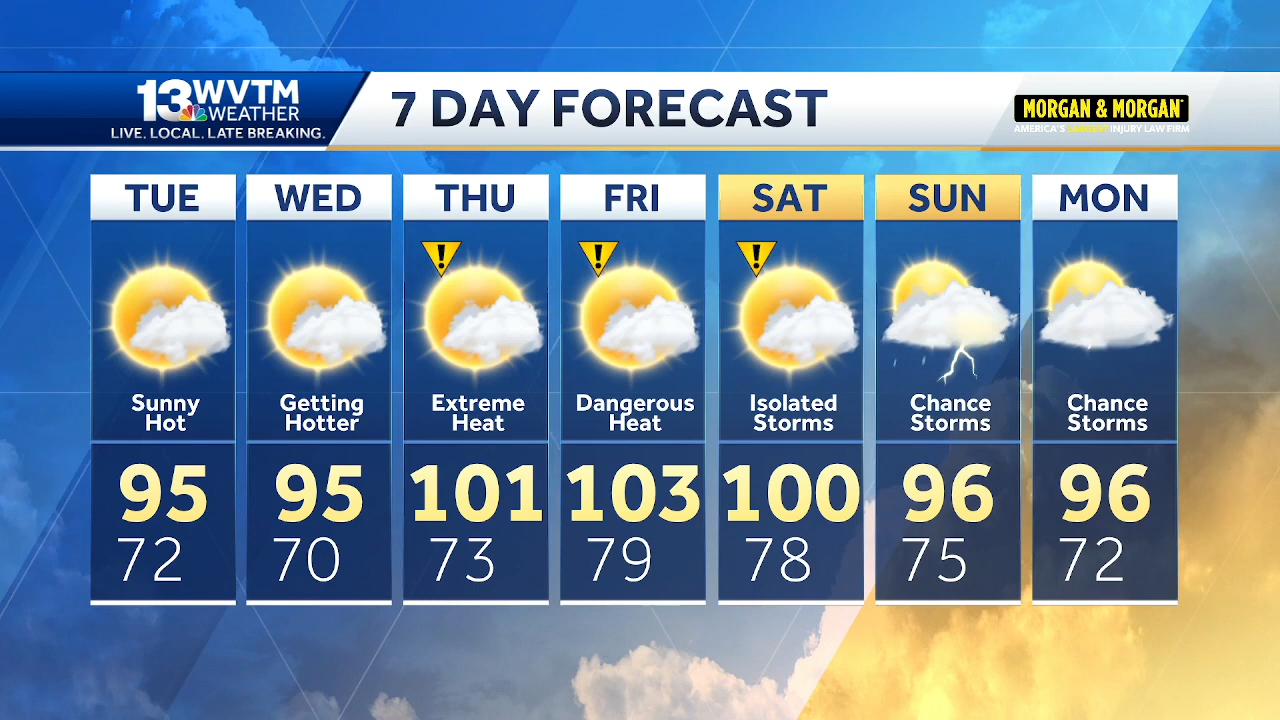 13 WVTM
WEATHER
LIVE. LOCAL. LATE BREAKING.
7 DAY FORECAST
MORGAN & MORGAN
AMERICA'S LARGEST INJURY LAW FIRM
TUE
WED
THU
FRI
SAT
SUN
MON
!
!
!
Sunny
Hot
Getting
Hotter
Extreme
Heat
Dangerous
Heat
Isolated
Storms
Chance
Storms
Chance
Storms
95
95
101
103
100
96
96
72
70
73
79
78
75
72